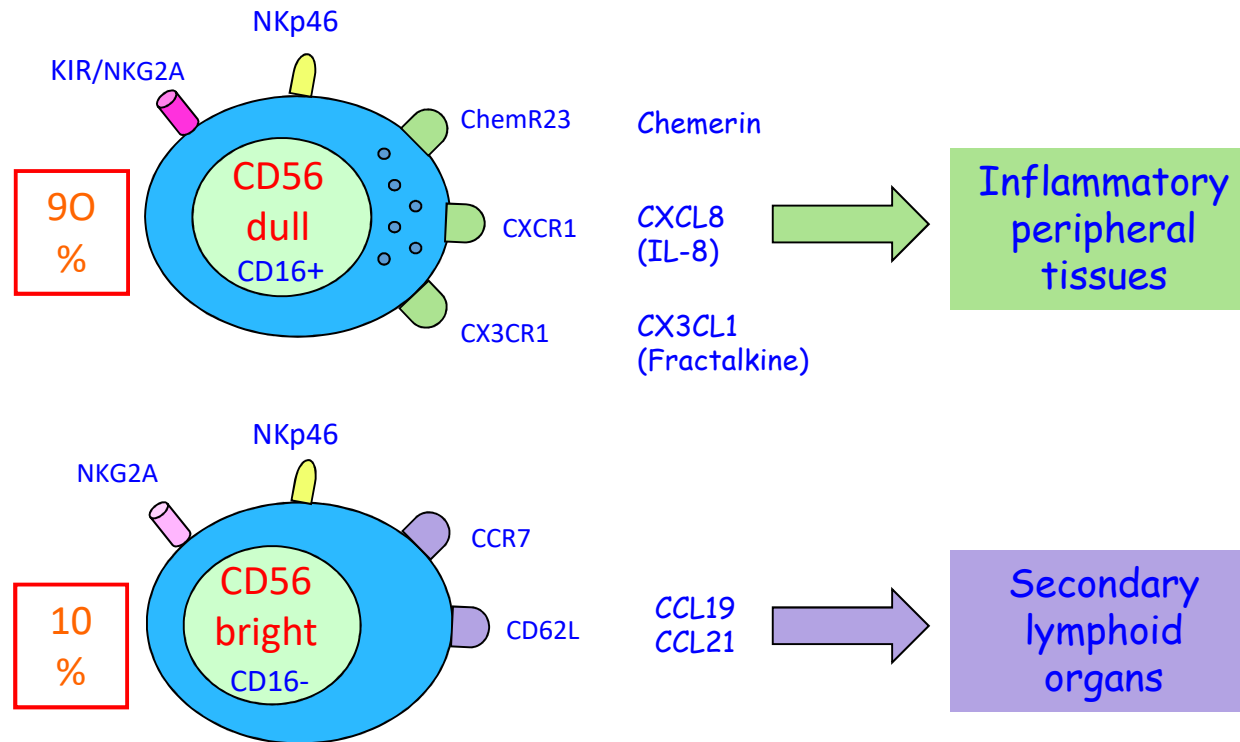 NKp46
KIR/NKG2A
ChemR23
Chemerin
9O
%
CD56
dull
CD16+
CXCR1
CXCL8
(IL-8)
Inflammatory
peripheral
tissues
CX3CR1
CX3CL1
(Fractalkine)
NKp46
NKG2A
CCR7
10
%
CD56
bright
CD16-
CD62L
CCL19
CCL21
Secondary
lymphoid
organs